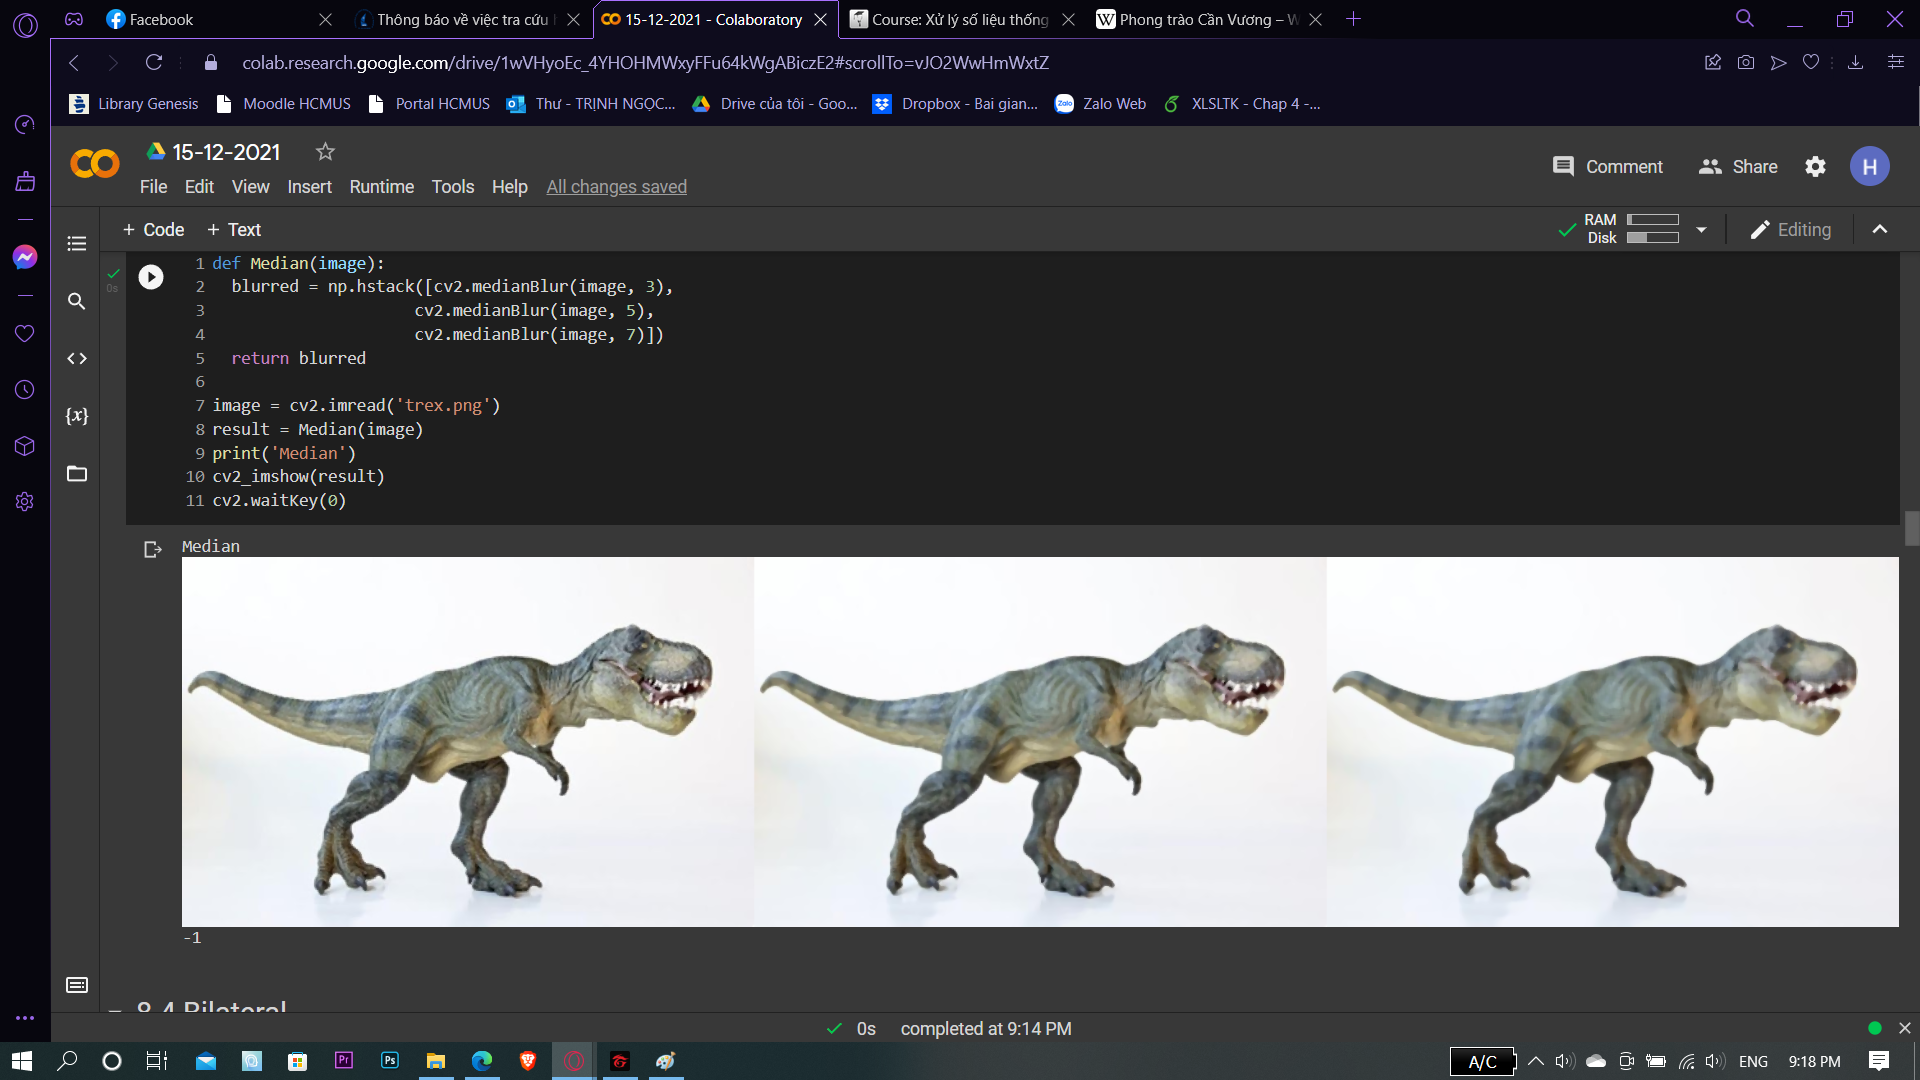 Facebook
Thông báo về việc tra cứu
15-12-2021 - Colaboratory
Course: Xử lý số liệu thống
Phong trào Cần Vương – W
colab.research.google.com/drive/1wVHyoEc_4YHOHMWxyFFu64kWgABiczE2#scrollTo=vJO2WwHmWxtZ
Library Genesis
Moodle HCMUS
Portal HCMUS
Thư - TRỊNH NGỌC...
Drive của tôi - Goo...
Dropbox - Bai gian...
Zalo Web
XLSLTK - Chap 4 -...
15-12-2021
File Edit View Insert Runtime Tools Help All changes saved
Comment
Share
H
+ Code + Text
RAM
Disk
Editing
0s
1 def Median(image):
2 blurred = np.hstack([cv2.medianBlur(image, 3),
3 cv2.medianBlur(image, 5),
4 cv2.medianBlur(image, 7)])
5 return blurred
6
7 image = cv2.imread('trex.png')
8 result = Median(image)
9 print('Median')
10 cv2_imshow(result)
11 cv2.waitKey(0)
Median
-1
8.4 Bilateral
0s completed at 9:14 PM
A/C
ENG
9:18 PM